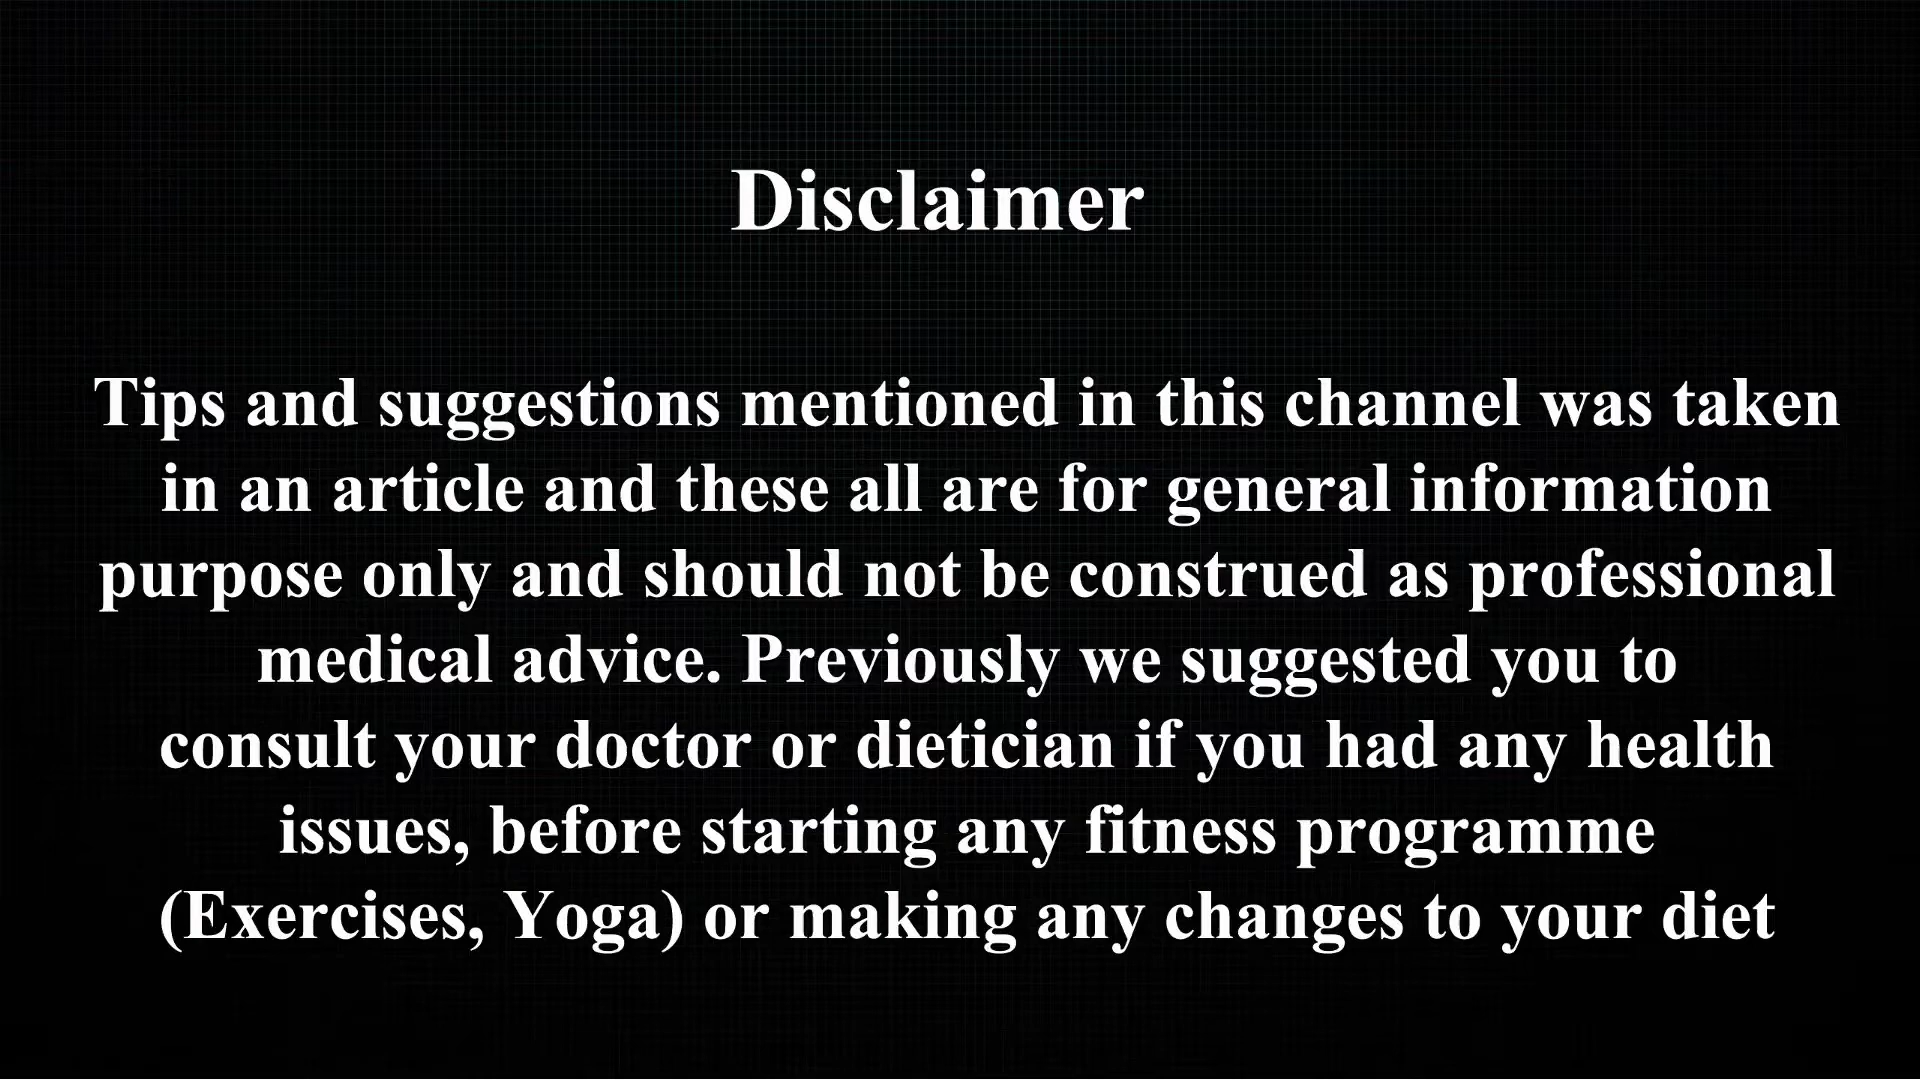 Disclaimer
Tips and suggestions mentioned in this channel was taken
in an article and these all are for general information
purpose only and should not be construed as professional
medical advice. Previously we suggested you to
consult your doctor or dietician if you had any health
issues, before starting any fitness programme
(Exercises, Yoga) or making any changes to your diet